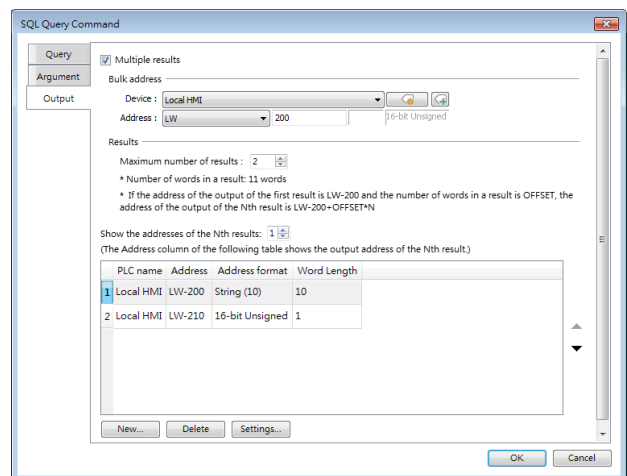 SQL Query Command
Query
Argument
Output
Multiple results
Bulk address
Device : Local HMI
Address : LW 200 16-bit Unsigned
Results
Maximum number of results : 2
* Number of words in a result: 11 words
* If the address of the output of the first result is LW-200 and the number of words in a result is OFFSET, the
address of the output of the Nth result is LW-200+OFFSET*N
Show the addresses of the Nth results: 1
(The Address column of the following table shows the output address of the Nth result.)
PLC name Address Address format Word Length
1 Local HMI LW-200 String (10) 10
2 Local HMI LW-210 16-bit Unsigned 1
New... Delete Settings...
OK Cancel